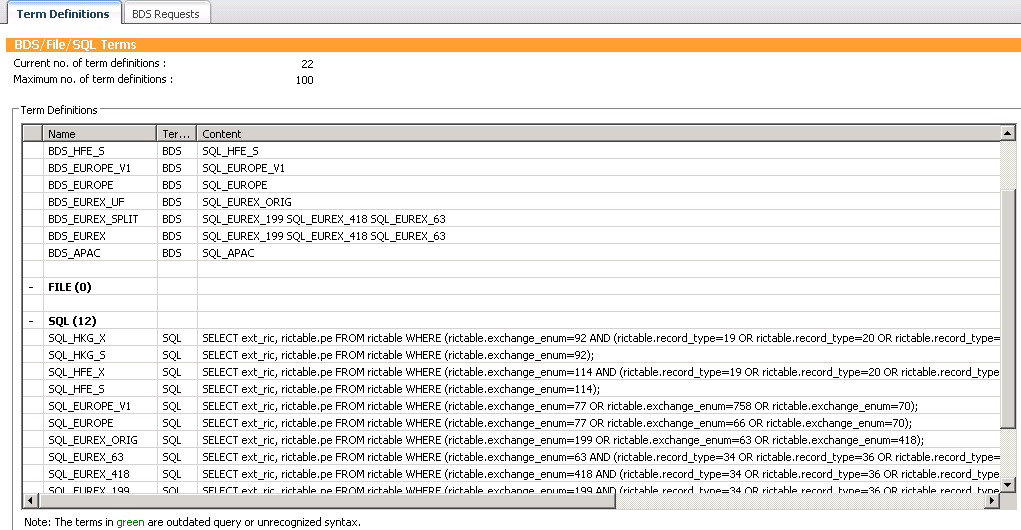 Term Definitions BDS Requests
BDS/File/SQL Terms
Current no. of term definitions : 22
Maximum no. of term definitions : 100
Term Definitions
Name Ter... Content
BDS_HFE_S BDS SQL_HFE_S
BDS_EUROPE_V1 BDS SQL_EUROPE_V1
BDS_EUROPE BDS SQL_EUROPE
BDS_EUREX_UF BDS SQL_EUREX_ORIG
BDS_EUREX_SPLIT BDS SQL_EUREX_199 SQL_EUREX_418 SQL_EUREX_63
BDS_EUREX BDS SQL_EUREX_199 SQL_EUREX_418 SQL_EUREX_63
BDS_APAC BDS SQL_APAC
- FILE (0)
- SQL (12)
SQL_HKG_X SQL SELECT ext_ric, rictable.pe FROM rictable WHERE (rictable.exchange_enum=92 AND (rictable.record_type=19 OR rictable.record_type=20 OR rictable.record_type=
SQL_HKG_S SQL SELECT ext_ric, rictable.pe FROM rictable WHERE (rictable.exchange_enum=92);
SQL_HFE_X SQL SELECT ext_ric, rictable.pe FROM rictable WHERE (rictable.exchange_enum=114 AND (rictable.record_type=19 OR rictable.record_type=20 OR rictable.record_type
SQL_HFE_S SQL SELECT ext_ric, rictable.pe FROM rictable WHERE (rictable.exchange_enum=114);
SQL_EUROPE_V1 SQL SELECT ext_ric, rictable.pe FROM rictable WHERE (rictable.exchange_enum=77 OR rictable.exchange_enum=758 OR rictable.exchange_enum=70);
SQL_EUROPE SQL SELECT ext_ric, rictable.pe FROM rictable WHERE (rictable.exchange_enum=77 OR rictable.exchange_enum=66 OR rictable.exchange_enum=70);
SQL_EUREX_ORIG SQL SELECT ext_ric, rictable.pe FROM rictable WHERE (rictable.exchange_enum=199 OR rictable.exchange_enum=63 OR rictable.exchange_enum=418);
SQL_EUREX_63 SQL SELECT ext_ric, rictable.pe FROM rictable WHERE (rictable.exchange_enum=63 AND (rictable.record_type=34 OR rictable.record_type=36 OR rictable.record_type=
SQL_EUREX_418 SQL SELECT ext_ric, rictable.pe FROM rictable WHERE (rictable.exchange_enum=418 AND (rictable.record_type=34 OR rictable.record_type=36 OR rictable.record_type
SQL_EUREX_199 SQL SELECT ext_ric, rictable.pe FROM rictable WHERE (rictable.exchange_enum=199 AND (rictable.record_type=34 OR rictable.record_type=36 OR rictable.record_type
Note: The terms in green are outdated query or unrecognized syntax.